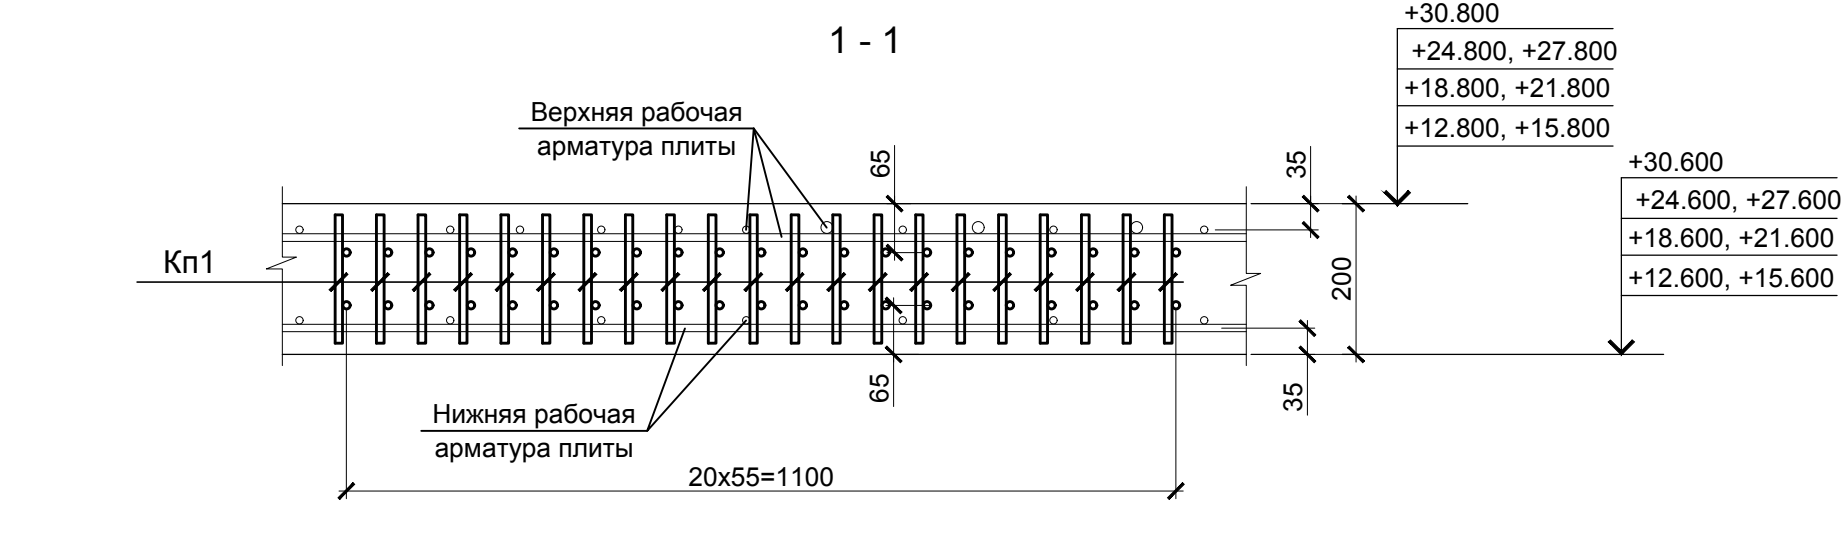 1 - 1
+30.800
+24.800, +27.800
+18.800, +21.800
+12.800, +15.800
Верхняя рабочая
арматура плиты
65
35
+30.600
+24.600, +27.600
+18.600, +21.600
+12.600, +15.600
Кп1
200
65
35
Нижняя рабочая
арматура плиты
20х55=1100